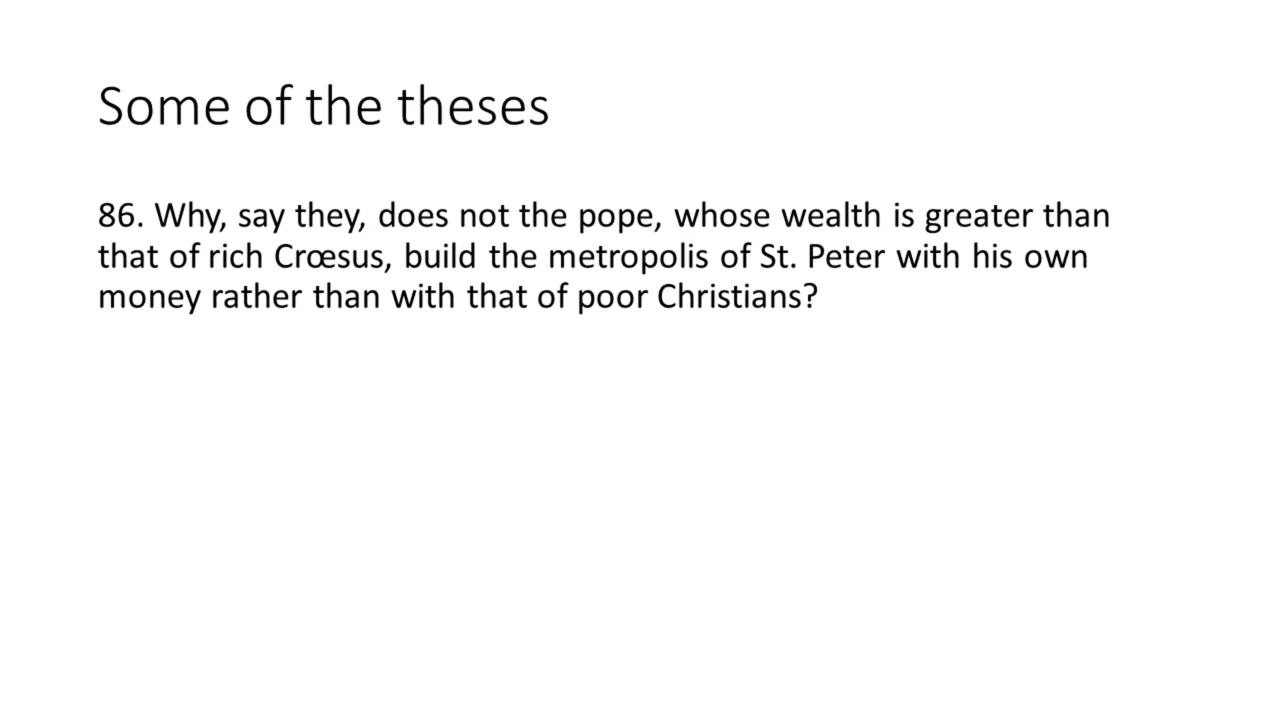 Some of the theses
86. Why, say they, does not the pope, whose wealth is greater than
that of rich Crœsus, build the metropolis of St. Peter with his own
money rather than with that of poor Christians?